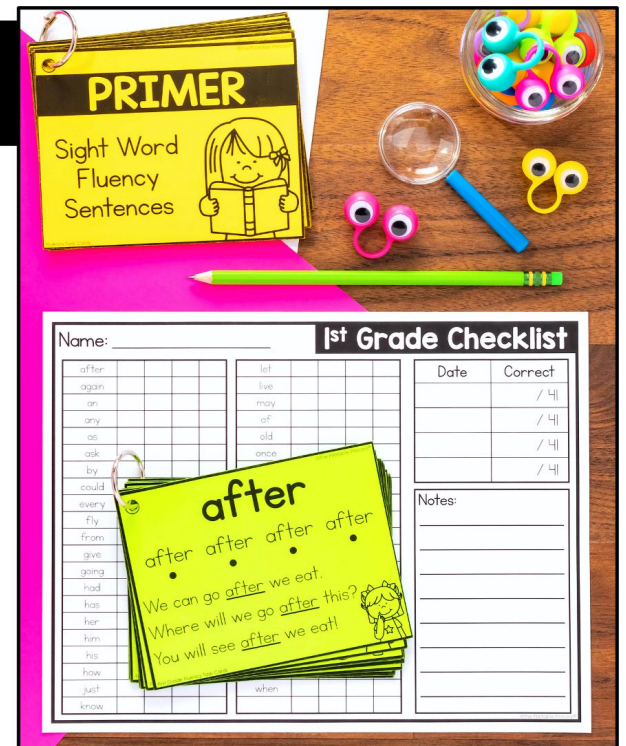 PRIMER
Sight Word
Fluency
Sentences
Name:
1st Grade Checklist
after
again
an
any
as
ask
by
could
every
fly
from
give
going
had
has
her
him
his
how
just
know
let
live
may
of
old
once
when
Date Correct
/ 41
/ 41
/ 41
/ 41
Notes:
after
after after after after
We can go after we eat.
Where will we go after this?
You will see after we eat!